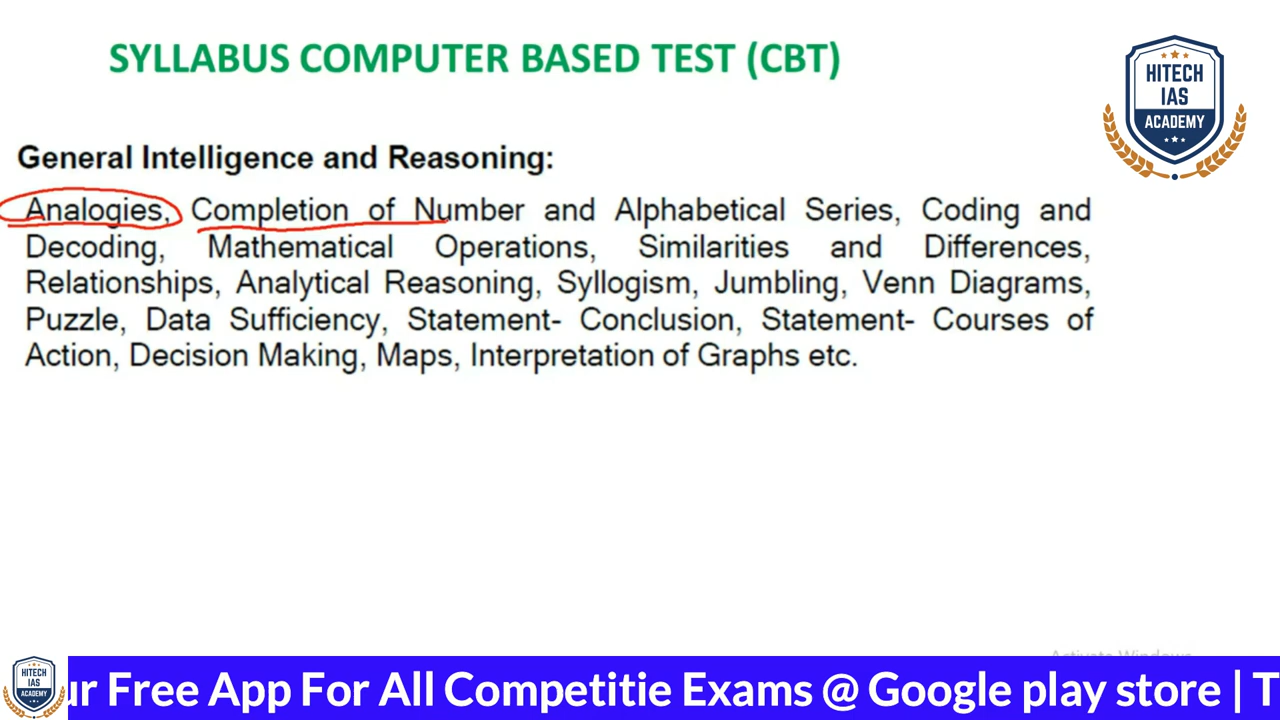 SYLLABUS COMPUTER BASED TEST (CBT)
HITECH
IAS
ACADEMY
General Intelligence and Reasoning:
Analogies, Completion of Number and Alphabetical Series, Coding and
Decoding, Mathematical Operations, Similarities and Differences,
Relationships, Analytical Reasoning, Syllogism, Jumbling, Venn Diagrams,
Puzzle, Data Sufficiency, Statement- Conclusion, Statement- Courses of
Action, Decision Making, Maps, Interpretation of Graphs etc.
Activate Windows
HITECH
IAS
ACADEMY
ur Free App For All Competitie Exams @ Google play store | T